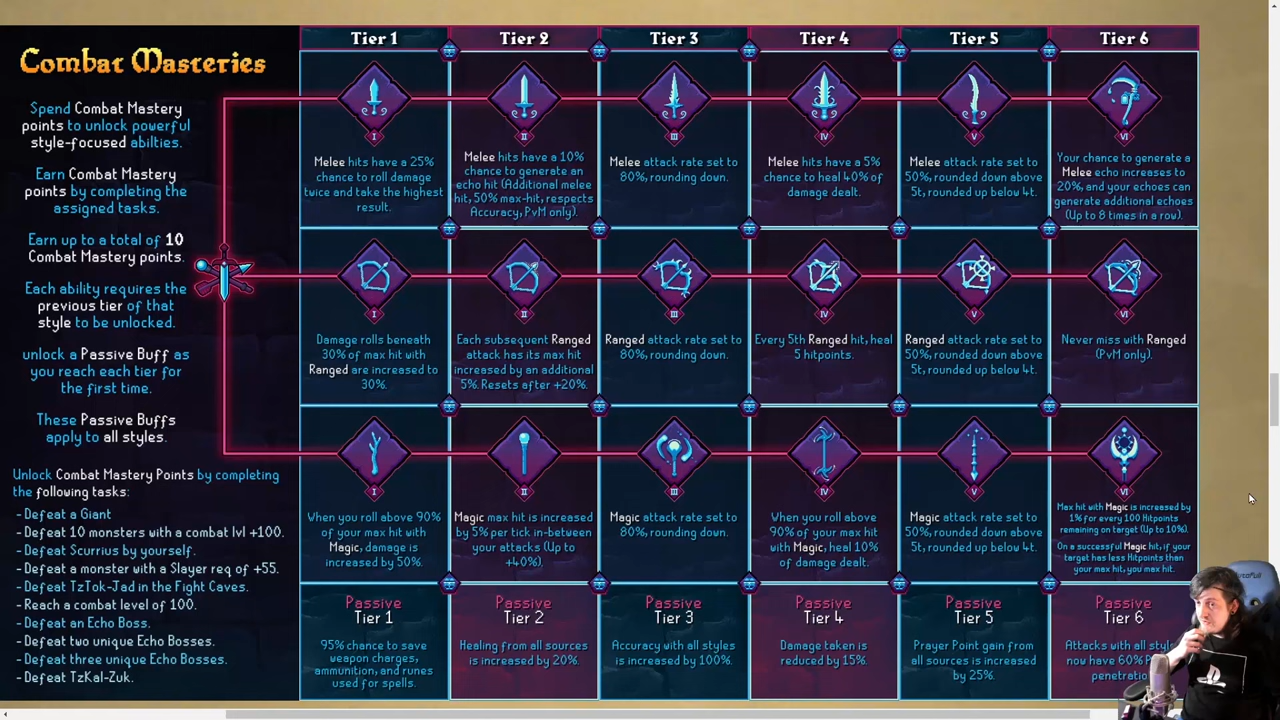 Combat Masteries
Spend Combat Mastery
points to unlock powerful
style-focused abilties.
Earn Combat Mastery
points by completing the
assigned tasks.
Earn up to a total of 10
Combat Mastery points.
Each ability requires the
previous tier of that
style to be unlocked.
unlock a Passive Buff as
you reach each tier for
the first time.
These Passive Buffs
apply to all styles.
Unlock Combat Mastery Points by completing
the following tasks:
- Defeat a Giant
- Defeat 10 monsters with a combat lvl +100.
- Defeat Scurrius by yourself.
- Defeat a monster with a Slayer req of +55.
- Defeat TzTok-Jad in the Fight Caves.
- Reach a combat level of 100.
- Defeat an Echo Boss.
- Defeat two unique Echo Bosses.
- Defeat three unique Echo Bosses.
- Defeat TzKal-Zuk.
Tier 1
Tier 2
Tier 3
Tier 4
Tier 5
Tier 6
I
II
III
IV
V
VI
Melee hits have a 25%
chance to roll damage
twice and take the highest
result.
Melee hits have a 10%
chance to generate an
echo hit (Additional melee
hit, 50% max-hit, respects
Accuracy, PvM only).
Melee attack rate set to
80%, rounding down.
Melee hits have a 5%
chance to heal 40% of
damage dealt.
Melee attack rate set to
50%, rounded down above
5t, rounded up below 4t.
Your chance to generate a
Melee echo increases to
20%, and your echoes can
generate additional echoes
(Up to 8 times in a row).
I
II
III
IV
V
VI
Damage rolls beneath
30% of max hit with
Ranged are increased to
30%.
Each subsequent Ranged
attack has its max hit
increased by an additional
5%. Resets after +20%.
Ranged attack rate set to
80%, rounding down.
Every 5th Ranged hit, heal
5 hitpoints.
Ranged attack rate set to
50%, rounded down above
5t, rounded up below 4t.
Never miss with Ranged
(PvM only).
I
II
III
IV
V
VI
When you roll above 90%
of your max hit with
Magic, damage is
increased by 50%.
Magic max hit is increased
by 5% per tick in-between
your attacks (Up to
+40%).
Magic attack rate set to
80%, rounding down.
When you roll above
90% of your max hit
with Magic, heal 10%
of damage dealt.
Magic attack rate set to
50%, rounded down above
5t, rounded up below 4t.
Max hit with Magic is increased by
1% for every 100 Hitpoints
remaining on target (Up to 10%).
On a successful Magic hit, if your
target has less Hitpoints than
your max hit, you max hit.
Passive
Tier 1
95% chance to save
weapon charges,
ammunition, and runes
used for spells.
Passive
Tier 2
Healing from all sources
is increased by 20%.
Passive
Tier 3
Accuracy with all styles
is increased by 100%.
Passive
Tier 4
Damage taken is
reduced by 15%.
Passive
Tier 5
Prayer Point gain from
all sources is increased
by 25%.
Passive
Tier 6
Attacks with all
now have 60%